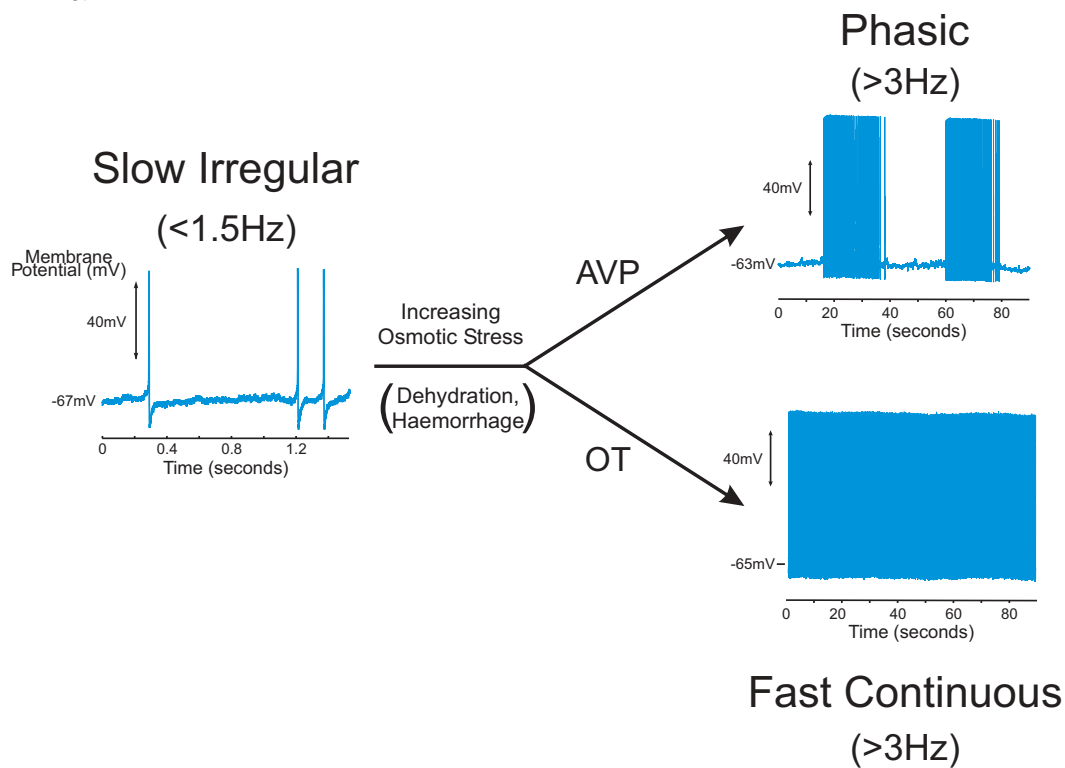 Slow Irregular
(<1.5Hz)
Membrane
Potential (mV)
40mV
-67mV
0 0.4 0.8 1.2
Time (seconds)
Increasing
Osmotic Stress
(Dehydration,
Haemorrhage)
AVP
OT
Phasic
(>3Hz)
40mV
-63mV
0 20 40 60 80
Time (seconds)
40mV
-65mV
0 20 40 60 80
Time (seconds)
Fast Continuous
(>3Hz)